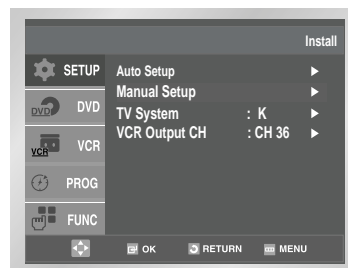 Install
SETUP
Auto Setup ►
Manual Setup ►
DVD DVD
TV System : K ►
VCR Output CH : CH 36 ►
VCR VCR
PROG
FUNC
OK RETURN MENU